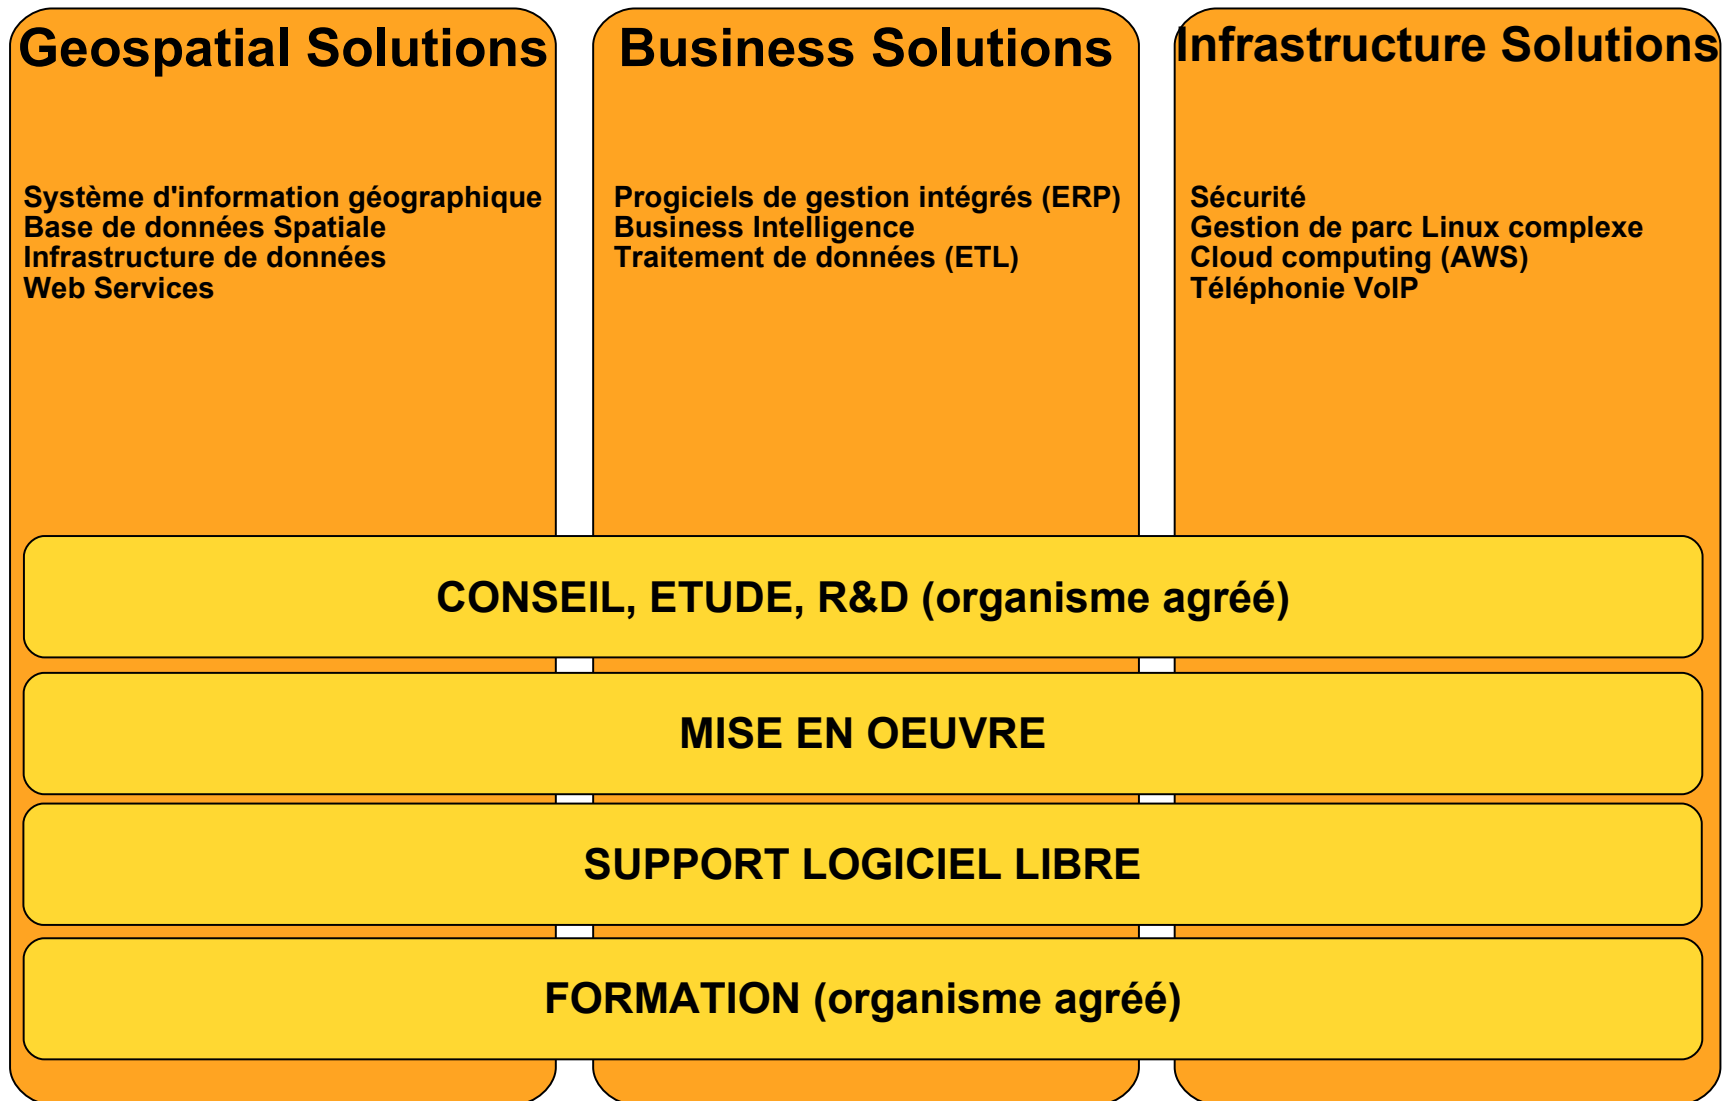 Geospatial Solutions
Système d'information géographique
Base de données Spatiale
Infrastructure de données
Web Services
Business Solutions
Progiciels de gestion intégrés (ERP)
Business Intelligence
Traitement de données (ETL)
Infrastructure Solutions
Sécurité
Gestion de parc Linux complexe
Cloud computing (AWS)
Téléphonie VoIP
CONSEIL, ETUDE, R&D (organisme agréé)
MISE EN OEUVRE
SUPPORT LOGICIEL LIBRE
FORMATION (organisme agréé)